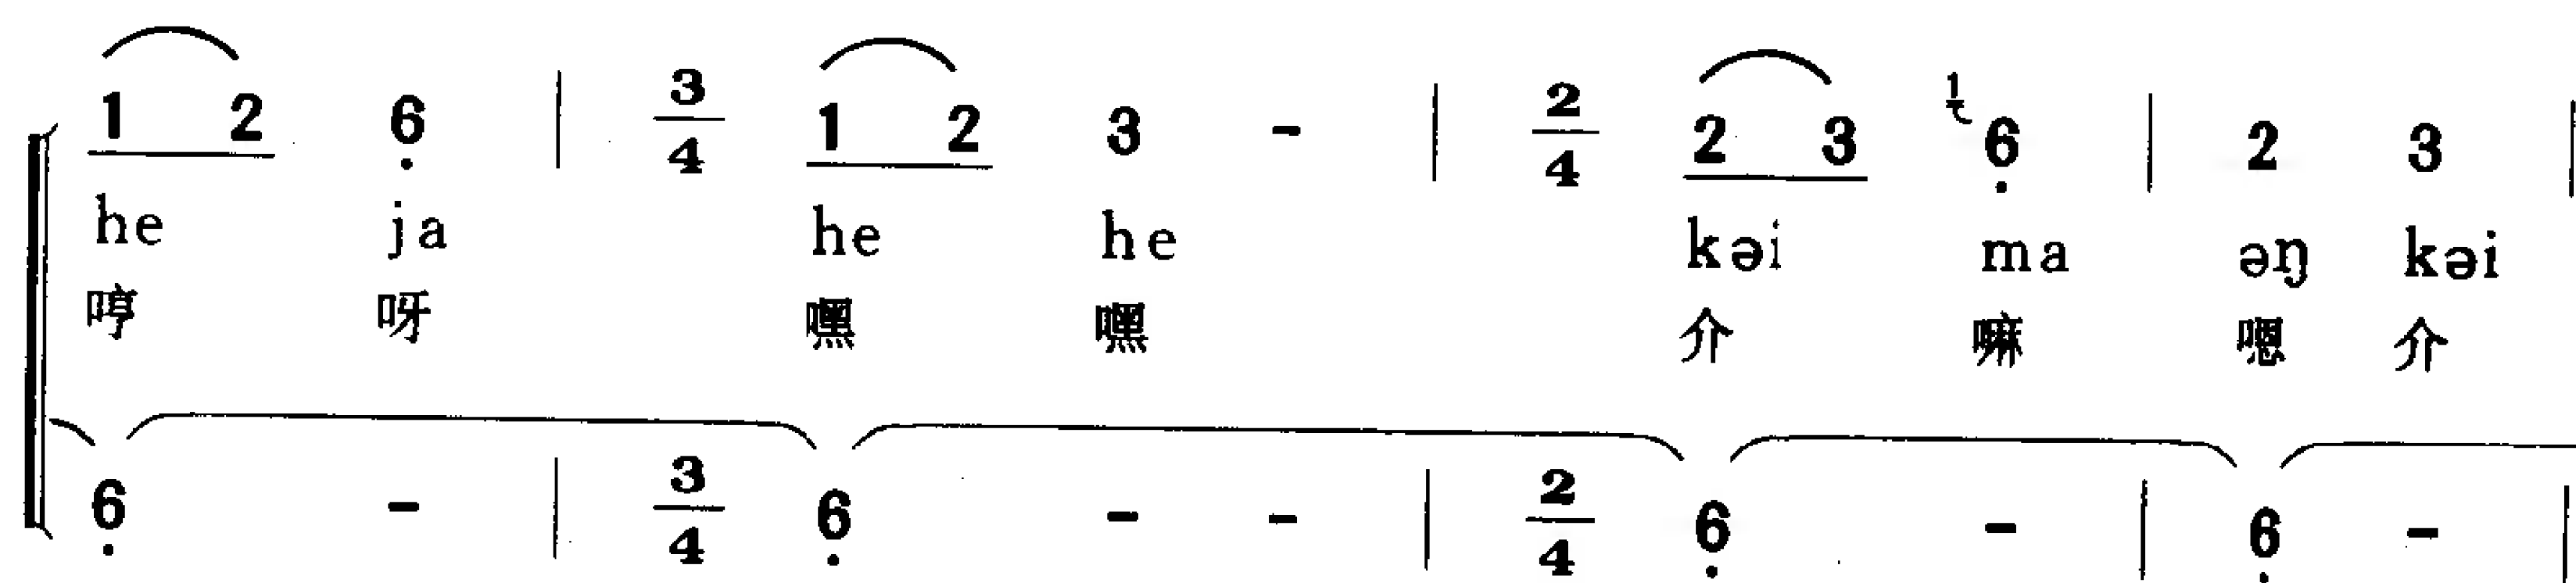 1 2 6 | 3/4 1 2 3 - | 2/4 2 3 1 6 | 2 3 |
he ja he he kəi ma əŋ kəi
哼 呀 嘿 嘿 介 嘛 嗯 介
6 - | 3/4 6 - - | 2/4 6 - | 6 - |